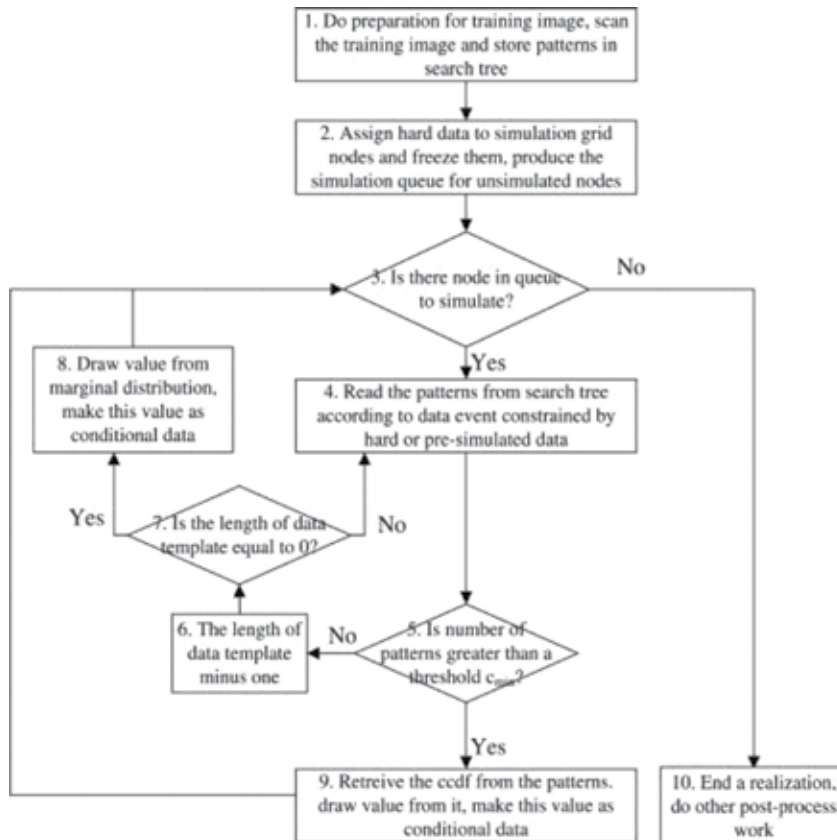 1. Do preparation for training image, scan
the training image and store patterns in
search tree
2. Assign hard data to simulation grid
nodes and freeze them, produce the
simulation queue for unsimulated nodes
3. Is there node in queue
to simulate?
No
Yes
8. Draw value from
marginal distribution,
make this value as
conditional data
4. Read the patterns from search tree
according to data event constrained by
hard or pre-simulated data
Yes
7. Is the length of data
template equal to 0?
No
6. The length of
data template
minus one
No
5. Is number of
patterns greater than a
threshold cmin?
Yes
9. Retreive the ccdf from the patterns.
draw value from it, make this value as
conditional data
10. End a realization,
do other post-process
work